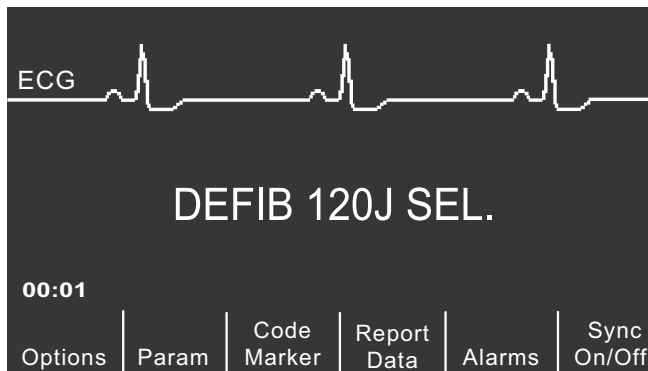 ECG
DEFIB 120J SEL.
00:01
Options Param Code Marker Report Data Alarms Sync On/Off